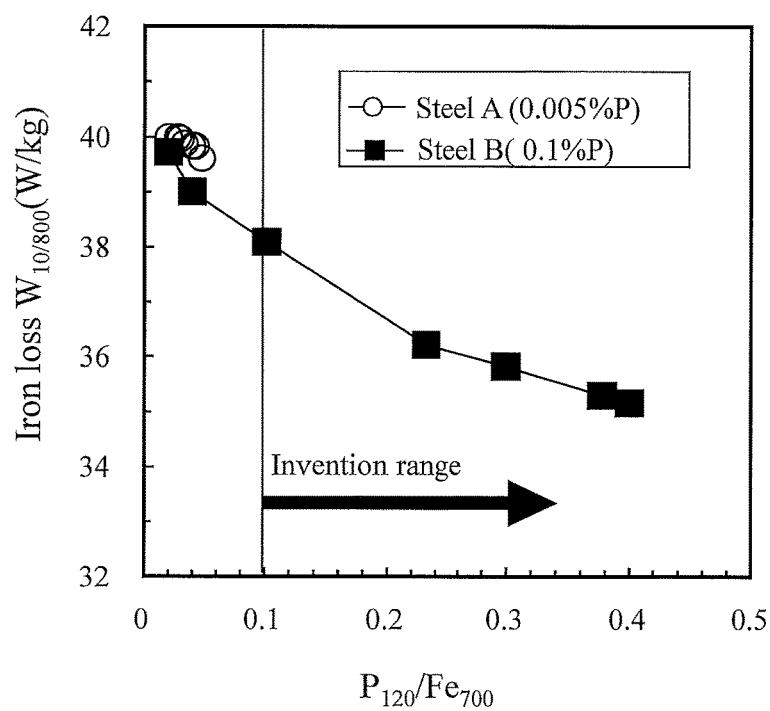 42
40
38
36
34
32
Iron loss W10/800(W/kg)
Steel A (0.005%P)
Steel B( 0.1%P)
Invention range
0 0.1 0.2 0.3 0.4 0.5
P120/Fe700